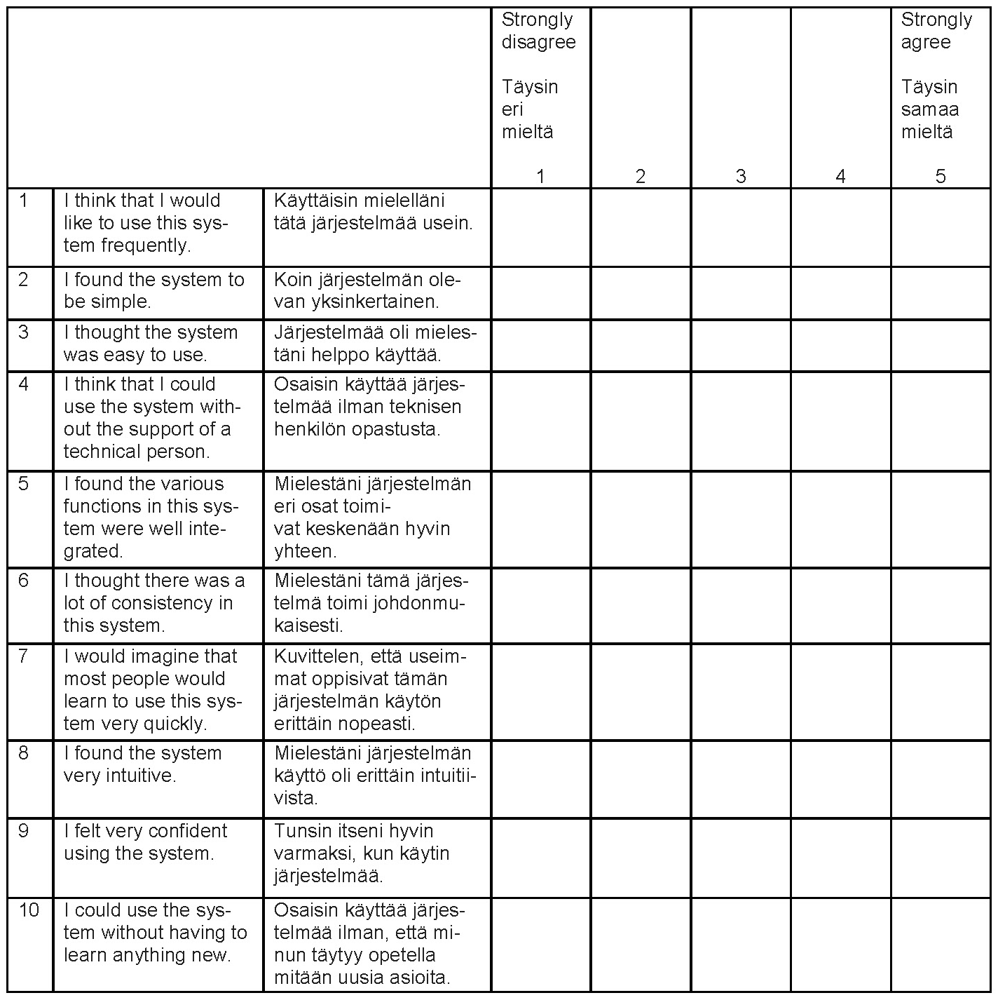 Strongly
disagree
Täysin
eri
mieltä
1
2
3
4
Strongly
agree
Täysin
samaa
mieltä
5
1
I think that I would
like to use this sys-
tem frequently.
Käyttäisin mielelläni
tätä järjestelmää usein.
2
I found the system to
be simple.
Koin järjestelmän ole-
van yksinkertainen.
3
I thought the system
was easy to use.
Järjestelmää oli mieles-
täni helppo käyttää.
4
I think that I could
use the system with-
out the support of a
technical person.
Osaisin käyttää järjes-
telmää ilman teknisen
henkilön opastusta.
5
I found the various
functions in this sys-
tem were well inte-
grated.
Mielestäni järjestelmän
eri osat toimi-
vat keskenään hyvin
yhteen.
6
I thought there was a
lot of consistency in
this system.
Mielestäni tämä järjes-
telmä toimi johdonmu-
kaisesti.
7
I would imagine that
most people would
learn to use this sys-
tem very quickly.
Kuvittelen, että useim-
mat oppisivat tämän
järjestelmän käytön
erittäin nopeasti.
8
I found the system
very intuitive.
Mielestäni järjestelmän
käyttö oli erittäin intuitii-
vista.
9
I felt very confident
using the system.
Tunsin itseni hyvin
varmaksi, kun käytin
järjestelmää.
10
I could use the sys-
tem without having to
learn anything new.
Osaisin käyttää järjes-
telmää ilman, että mi-
nun täytyy opetella
mitään uusia asioita.